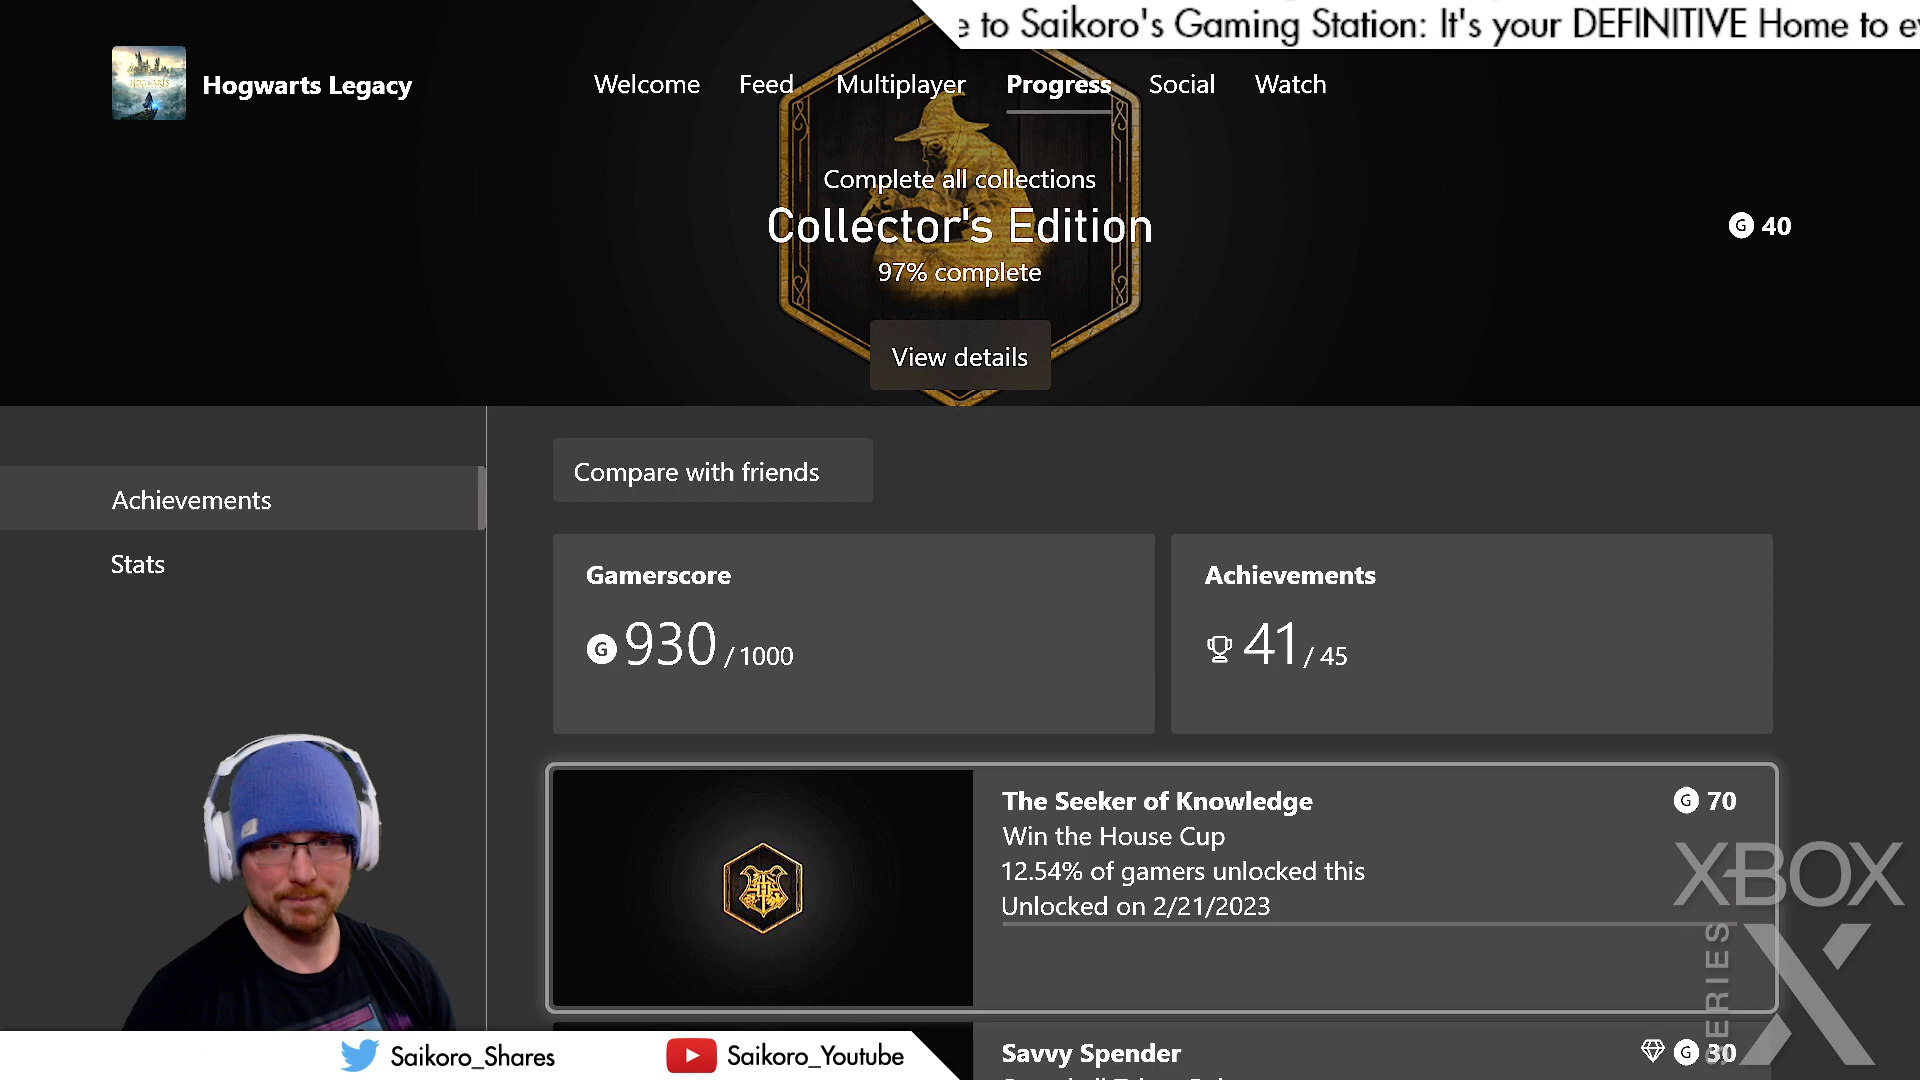 e to Saikoro's Gaming Station: It's your DEFINITIVE Home to e
Hogwarts Legacy
Welcome
Feed
Multiplayer
Progress
Social
Watch
Complete all collections
Collector's Edition
97% complete
G 40
View details
Achievements
Stats
Compare with friends
Gamerscore
G 930 / 1000
Achievements
41 / 45
The Seeker of Knowledge
G 70
Win the House Cup
12.54% of gamers unlocked this
Unlocked on 2/21/2023
XBOX
SERIES X
Savvy Spender
G 30
Saikoro_Shares
Saikoro_Youtube